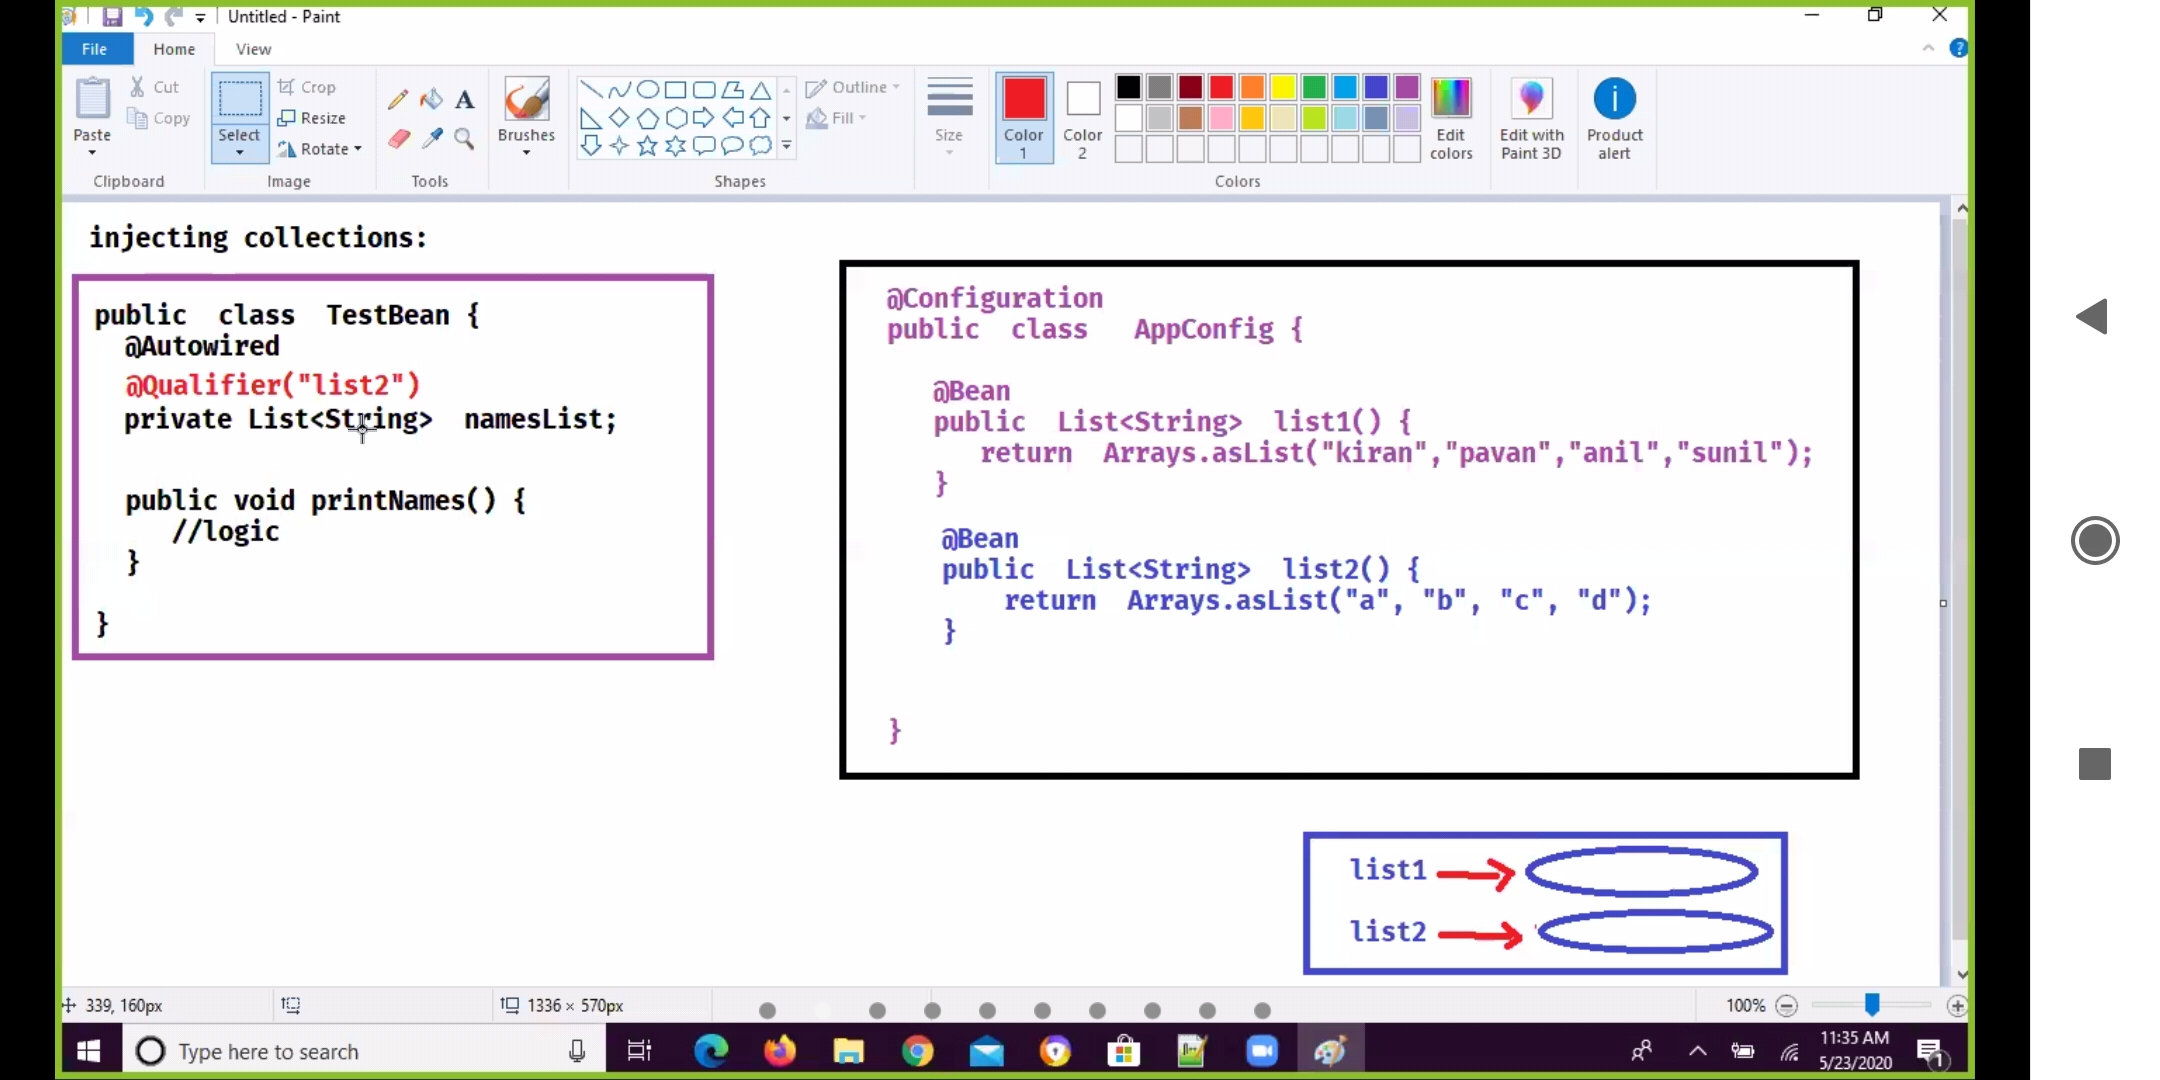 Untitled - Paint
File Home View
Paste
Cut
Copy
Clipboard
Select
Crop
Resize
Rotate
Image
A
Tools
Brushes
Outline
Fill
Shapes
Size
Color 1
Color 2
Edit colors
Colors
Edit with Paint 3D
Product alert
injecting collections:
public class TestBean {
@Autowired
@Qualifier("list2")
private List<String> namesList;
public void printNames() {
//logic
}
}
@Configuration
public class AppConfig {
@Bean
public List<String> list1() {
return Arrays.asList("kiran","pavan","anil","sunil");
}
@Bean
public List<String> list2() {
return Arrays.asList("a", "b", "c", "d");
}
}
list1
list2
339, 160px
1336 × 570px
100%
Type here to search
11:35 AM
5/23/2020
1